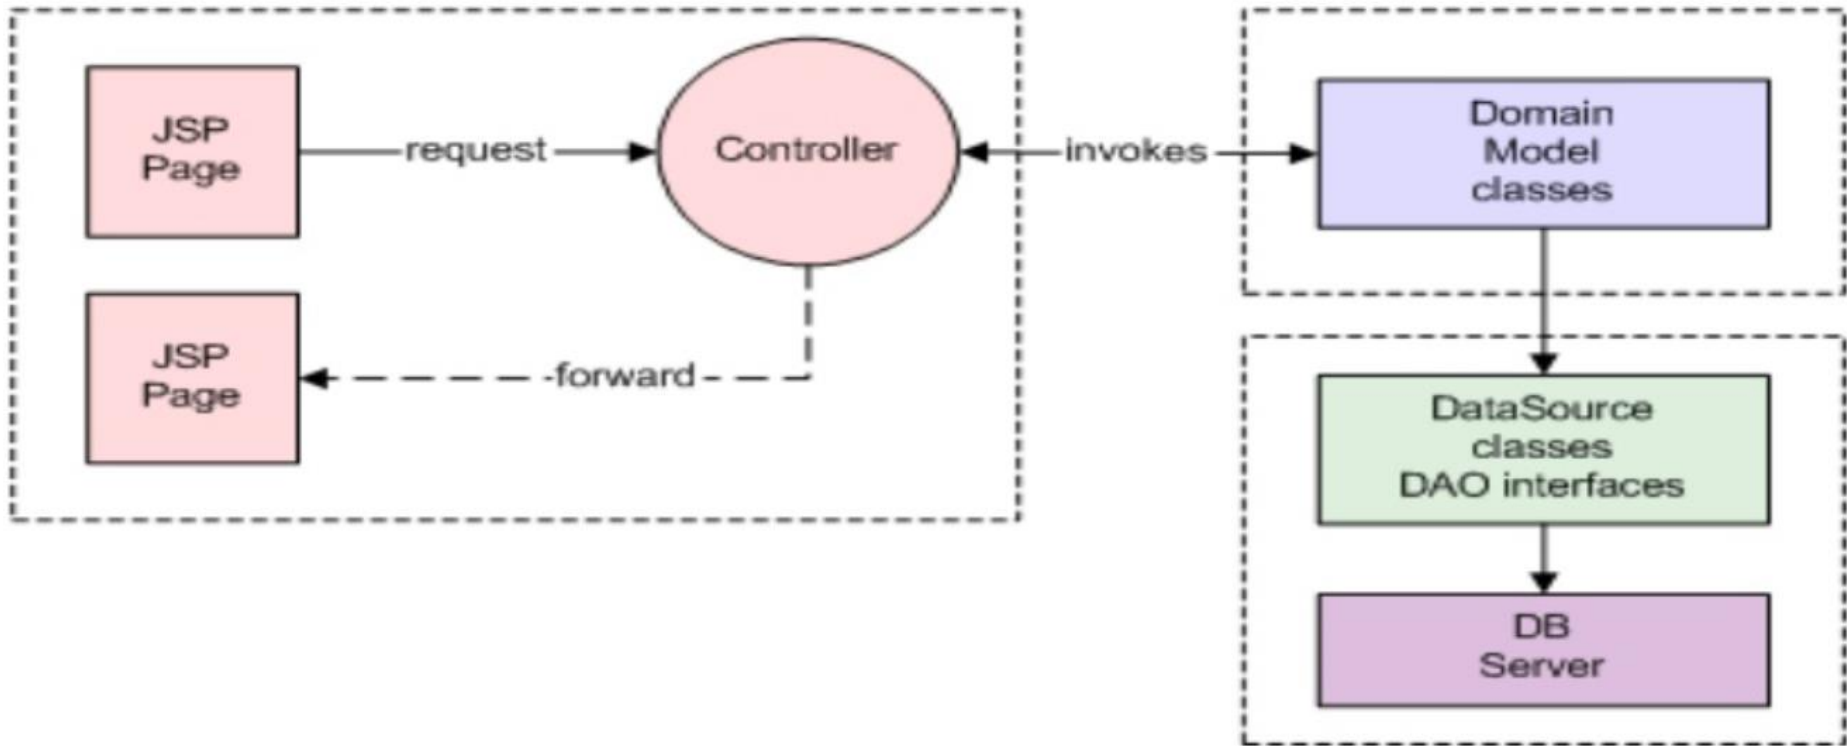 JSP
Page
request
Controller
invokes
Domain
Model
classes
JSP
Page
forward
DataSource
classes
DAO interfaces
DB
Server